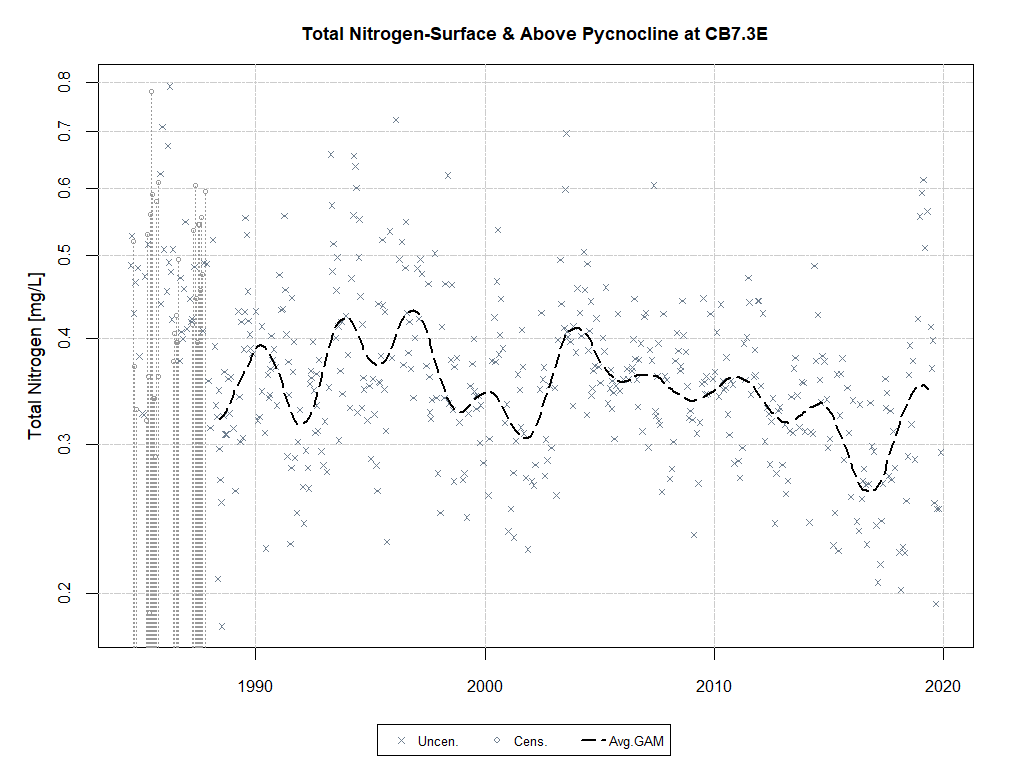 Total Nitrogen-Surface & Above Pycnocline at CB7.3E
Total Nitrogen [mg/L]
0.8
0.7
0.6
0.5
0.4
0.3
0.2
1990 2000 2010 2020
Uncen. Cens. Avg.GAM